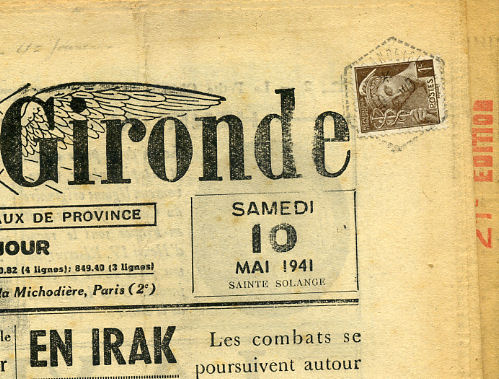 Gironde
AUX DE PROVINCE
JOUR
0.82 (4 lignes); 849.40 (3 lignes)
la Michodière, Paris (2e)
SAMEDI
10
MAI 1941
SAINTE SOLANGE
EN IRAK
Les combats se
poursuivent autour
POSTES
21e EDITION